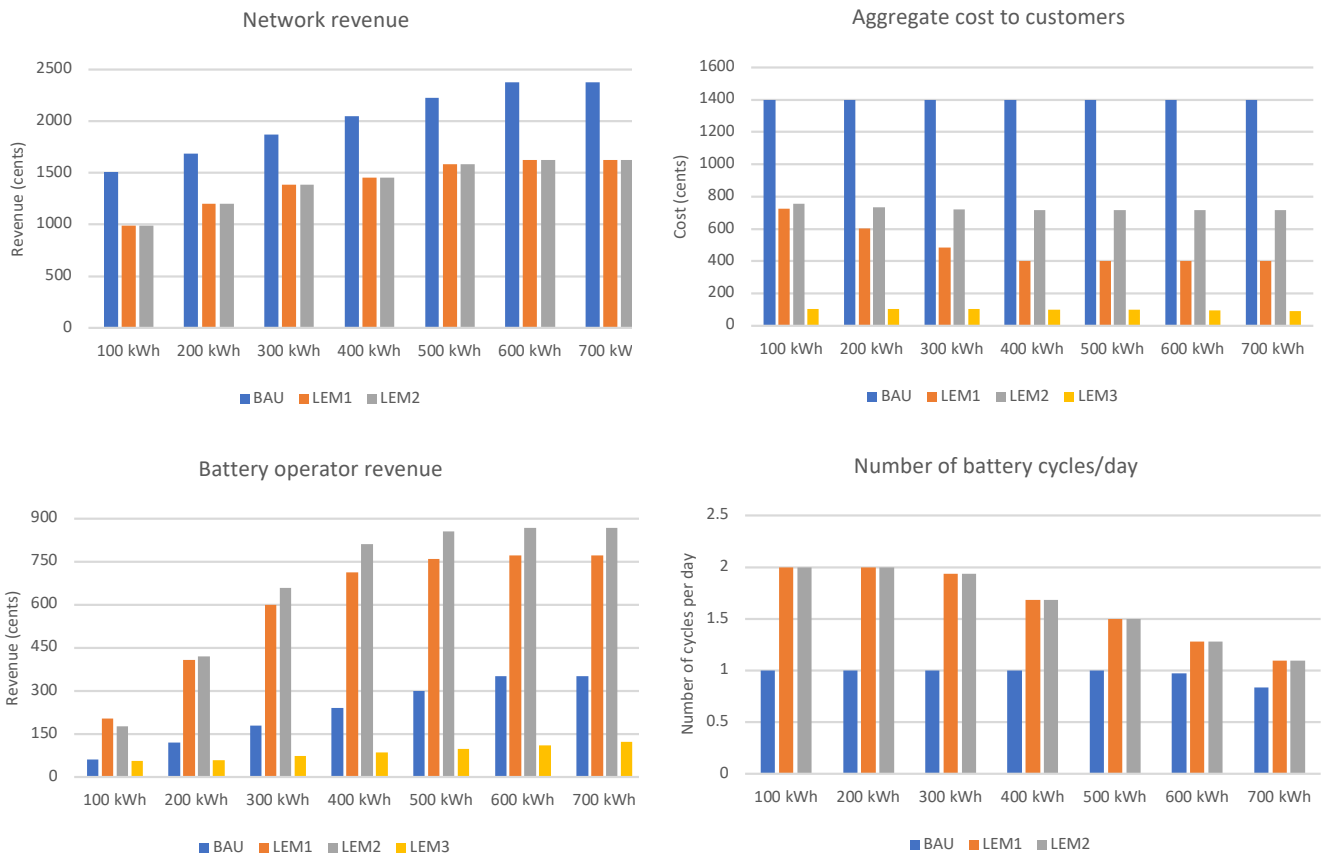 Network revenue
Revenue (cents)
2500
2000
1500
1000
500
0
100 kWh 200 kWh 300 kWh 400 kWh 500 kWh 600 kWh 700 kW
BAU LEM1 LEM2
Aggregate cost to customers
Cost (cents)
1600
1400
1200
1000
800
600
400
200
0
100 kWh 200 kWh 300 kWh 400 kWh 500 kWh 600 kWh 700 kWh
BAU LEM1 LEM2 LEM3
Battery operator revenue
Revenue (cents)
900
750
600
450
300
150
0
100 kWh 200 kWh 300 kWh 400 kWh 500 kWh 600 kWh 700 kWh
BAU LEM1 LEM2 LEM3
Number of battery cycles/day
Number of cycles per day
2.5
2
1.5
1
0.5
0
100 kWh 200 kWh 300 kWh 400 kWh 500 kWh 600 kWh 700 kWh
BAU LEM1 LEM2